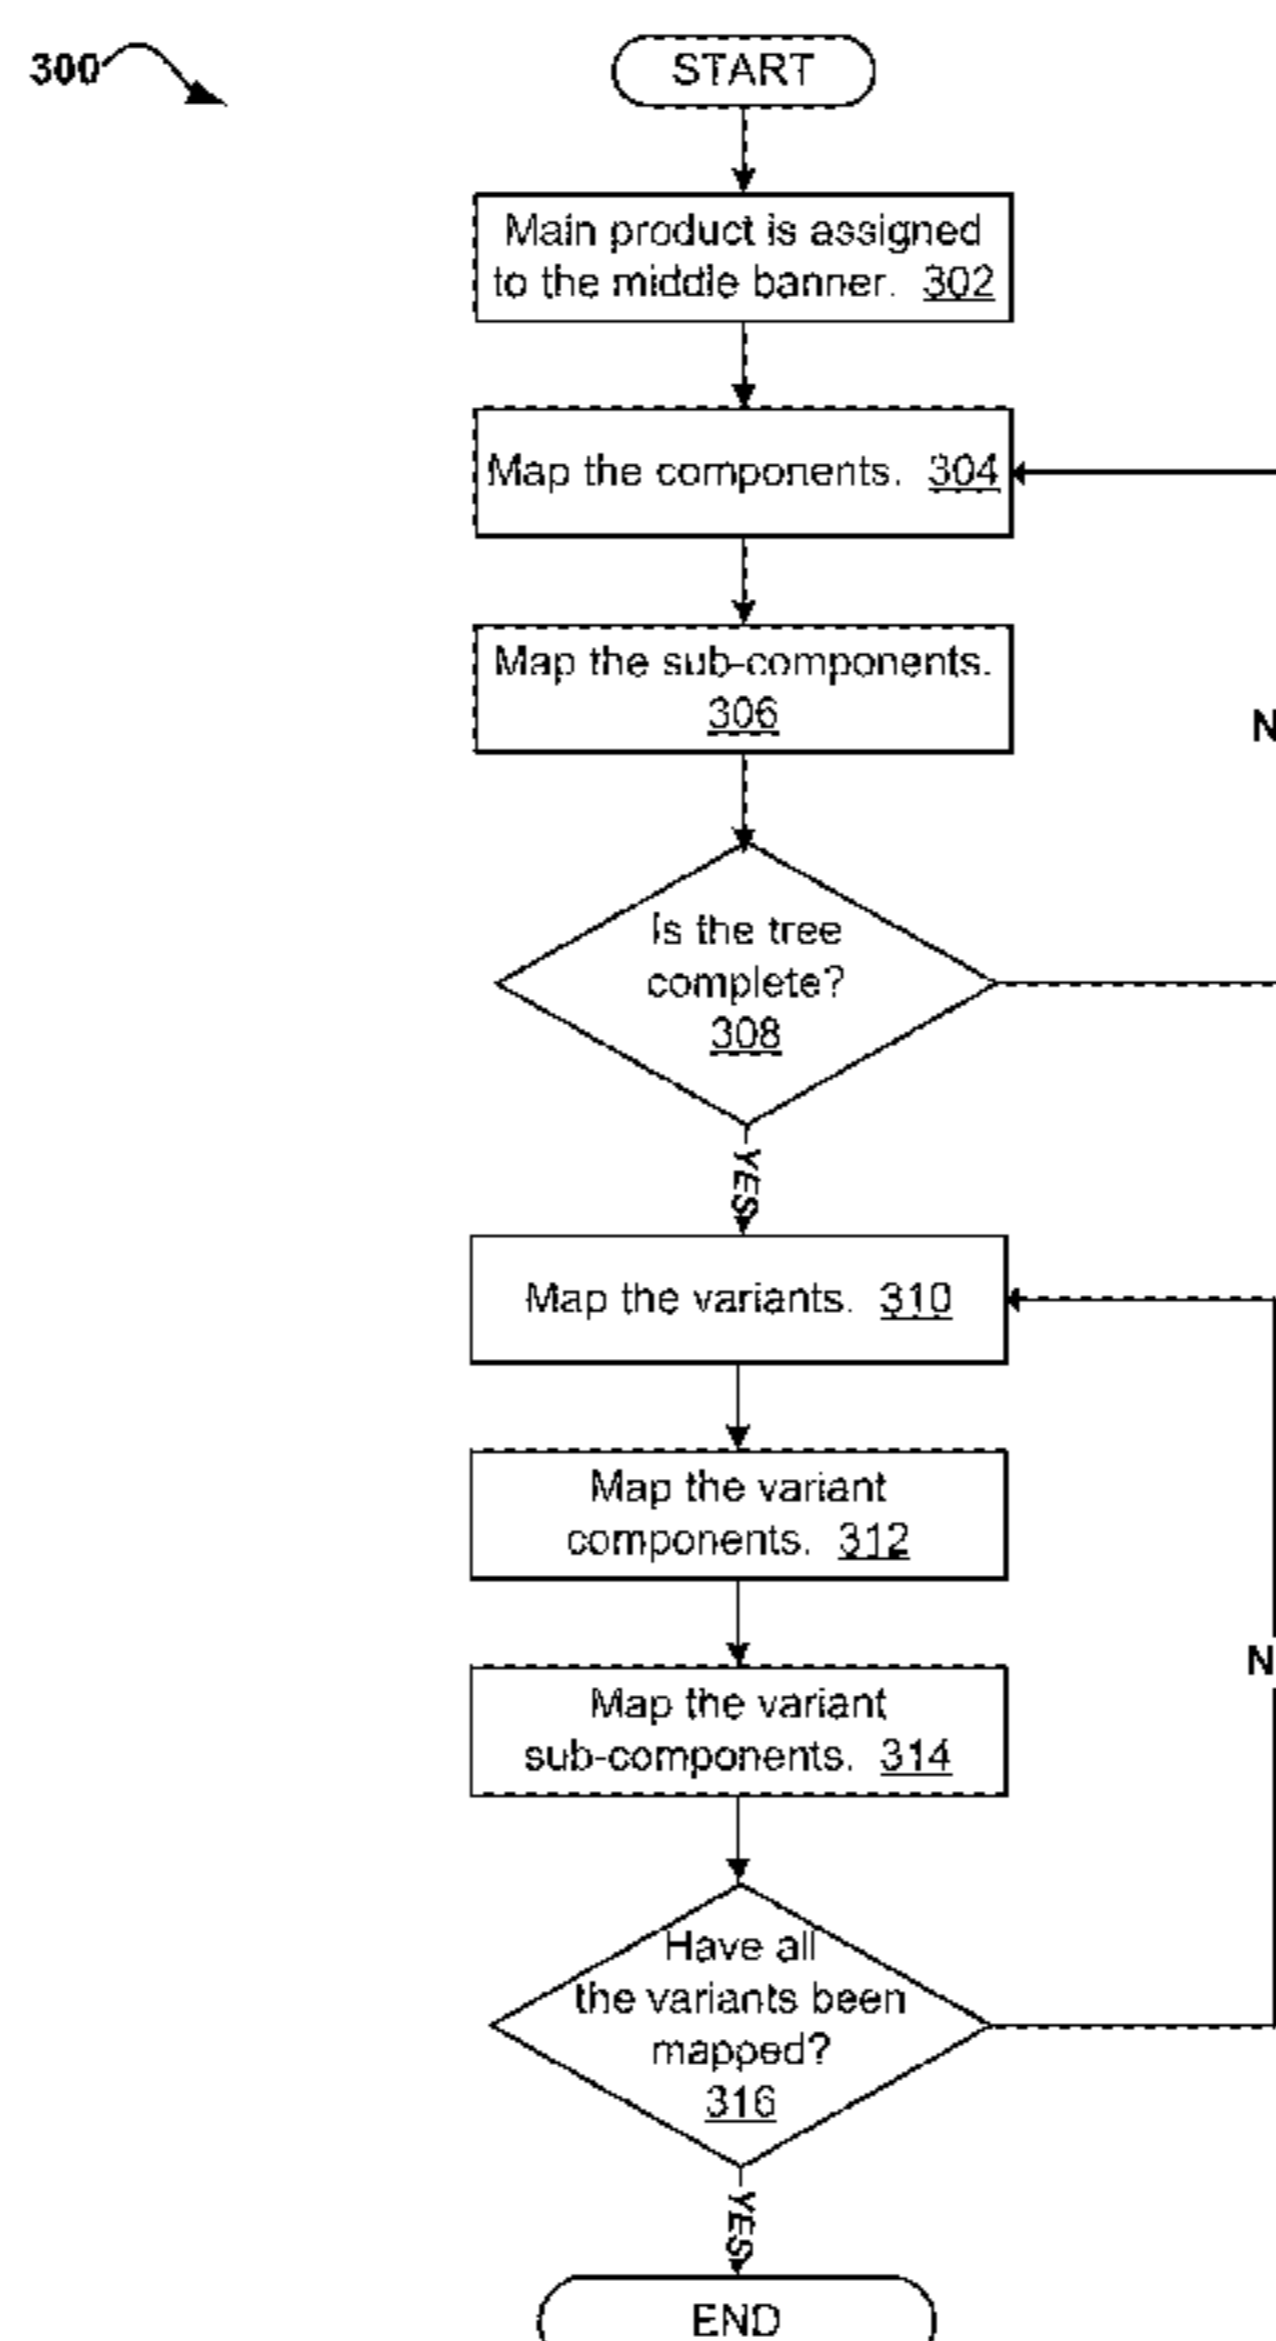 300
START
Main product is assigned
to the middle banner. 302
Map the components. 304
Map the sub-components.
306
N
Is the tree
complete?
308
YES
Map the variants. 310
Map the variant
components. 312
N
Map the variant
sub-components. 314
Have all
the variants been
mapped?
316
YES
END